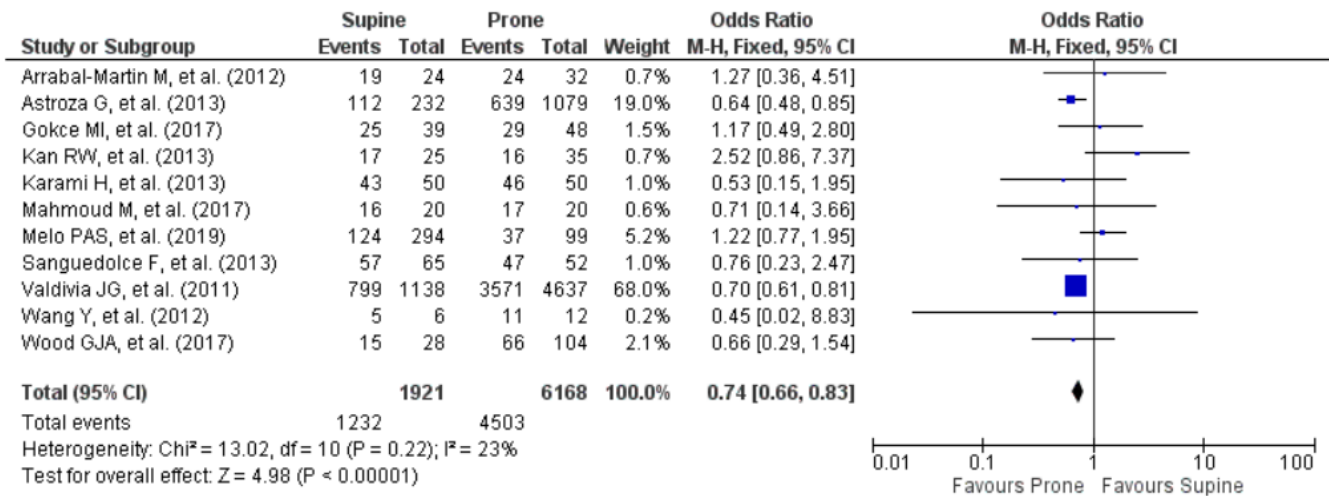 Supine Prone Odds Ratio Odds Ratio
Study or Subgroup Events Total Events Total Weight M-H, Fixed, 95% CI M-H, Fixed, 95% CI
Arrabal-Martin M, et al. (2012) 19 24 24 32 0.7% 1.27 [0.36, 4.51]
Astroza G, et al. (2013) 112 232 639 1079 19.0% 0.64 [0.48, 0.85]
Gokce MI, et al. (2017) 25 39 29 48 1.5% 1.17 [0.49, 2.80]
Kan RW, et al. (2013) 17 25 16 35 0.7% 2.52 [0.86, 7.37]
Karami H, et al. (2013) 43 50 46 50 1.0% 0.53 [0.15, 1.95]
Mahmoud M, et al. (2017) 16 20 17 20 0.6% 0.71 [0.14, 3.66]
Melo PAS, et al. (2019) 124 294 37 99 5.2% 1.22 [0.77, 1.95]
Sanguedolce F, et al. (2013) 57 65 47 52 1.0% 0.76 [0.23, 2.47]
Valdivia JG, et al. (2011) 799 1138 3571 4637 68.0% 0.70 [0.61, 0.81]
Wang Y, et al. (2012) 5 6 11 12 0.2% 0.45 [0.02, 8.83]
Wood GJA, et al. (2017) 15 28 66 104 2.1% 0.66 [0.29, 1.54]
Total (95% CI) 1921 6168 100.0% 0.74 [0.66, 0.83]
Total events 1232 4503
Heterogeneity: Chi² = 13.02, df = 10 (P = 0.22); I² = 23%
Test for overall effect: Z = 4.98 (P < 0.00001)
0.01 0.1 1 10 100
Favours Prone Favours Supine